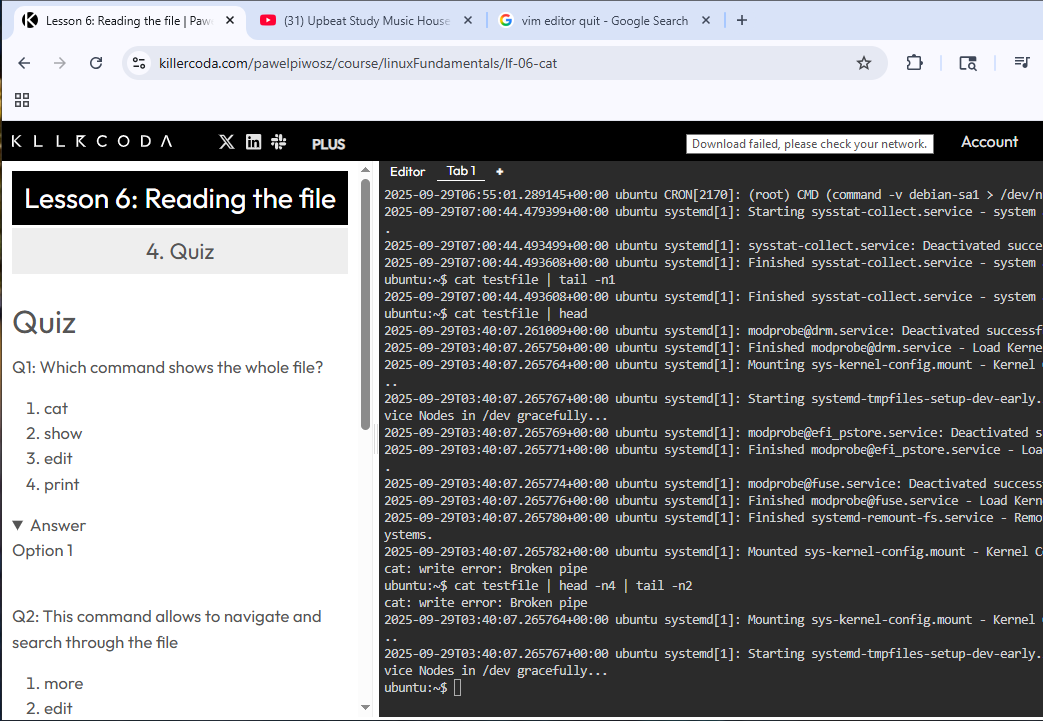 Lesson 6: Reading the file | Paw
(31) Upbeat Study Music House
vim editor quit - Google Search
killercoda.com/pawelpiwosz/course/linuxFundamentals/lf-06-cat
KLLRCODA
PLUS
Download failed, please check your network.
Account
Lesson 6: Reading the file
4. Quiz
Quiz
Q1: Which command shows the whole file?
1. cat
2. show
3. edit
4. print
▼ Answer
Option 1
Q2: This command allows to navigate and
search through the file
1. more
2. edit
Editor Tab 1 +
2025-09-29T06:55:01.289145+00:00 ubuntu CRON[2170]: (root) CMD (command -v debian-sa1 > /dev/n
2025-09-29T07:00:44.479399+00:00 ubuntu systemd[1]: Starting sysstat-collect.service - system
.
2025-09-29T07:00:44.493499+00:00 ubuntu systemd[1]: sysstat-collect.service: Deactivated succe
2025-09-29T07:00:44.493608+00:00 ubuntu systemd[1]: Finished sysstat-collect.service - system
ubuntu:~$ cat testfile | tail -n1
2025-09-29T07:00:44.493608+00:00 ubuntu systemd[1]: Finished sysstat-collect.service - system
ubuntu:~$ cat testfile | head
2025-09-29T03:40:07.261009+00:00 ubuntu systemd[1]: modprobe@drm.service: Deactivated successf
2025-09-29T03:40:07.265750+00:00 ubuntu systemd[1]: Finished modprobe@drm.service - Load Kerne
2025-09-29T03:40:07.265764+00:00 ubuntu systemd[1]: Mounting sys-kernel-config.mount - Kernel
..
2025-09-29T03:40:07.265767+00:00 ubuntu systemd[1]: Starting systemd-tmpfiles-setup-dev-early.
vice Nodes in /dev gracefully...
2025-09-29T03:40:07.265769+00:00 ubuntu systemd[1]: modprobe@efi_pstore.service: Deactivated s
2025-09-29T03:40:07.265771+00:00 ubuntu systemd[1]: Finished modprobe@efi_pstore.service - Loa
.
2025-09-29T03:40:07.265774+00:00 ubuntu systemd[1]: modprobe@fuse.service: Deactivated success
2025-09-29T03:40:07.265776+00:00 ubuntu systemd[1]: Finished modprobe@fuse.service - Load Kern
2025-09-29T03:40:07.265780+00:00 ubuntu systemd[1]: Finished systemd-remount-fs.service - Remo
ystems.
2025-09-29T03:40:07.265782+00:00 ubuntu systemd[1]: Mounted sys-kernel-config.mount - Kernel C
cat: write error: Broken pipe
ubuntu:~$ cat testfile | head -n4 | tail -n2
cat: write error: Broken pipe
2025-09-29T03:40:07.265764+00:00 ubuntu systemd[1]: Mounting sys-kernel-config.mount - Kernel
..
2025-09-29T03:40:07.265767+00:00 ubuntu systemd[1]: Starting systemd-tmpfiles-setup-dev-early.
vice Nodes in /dev gracefully...
ubuntu:~$